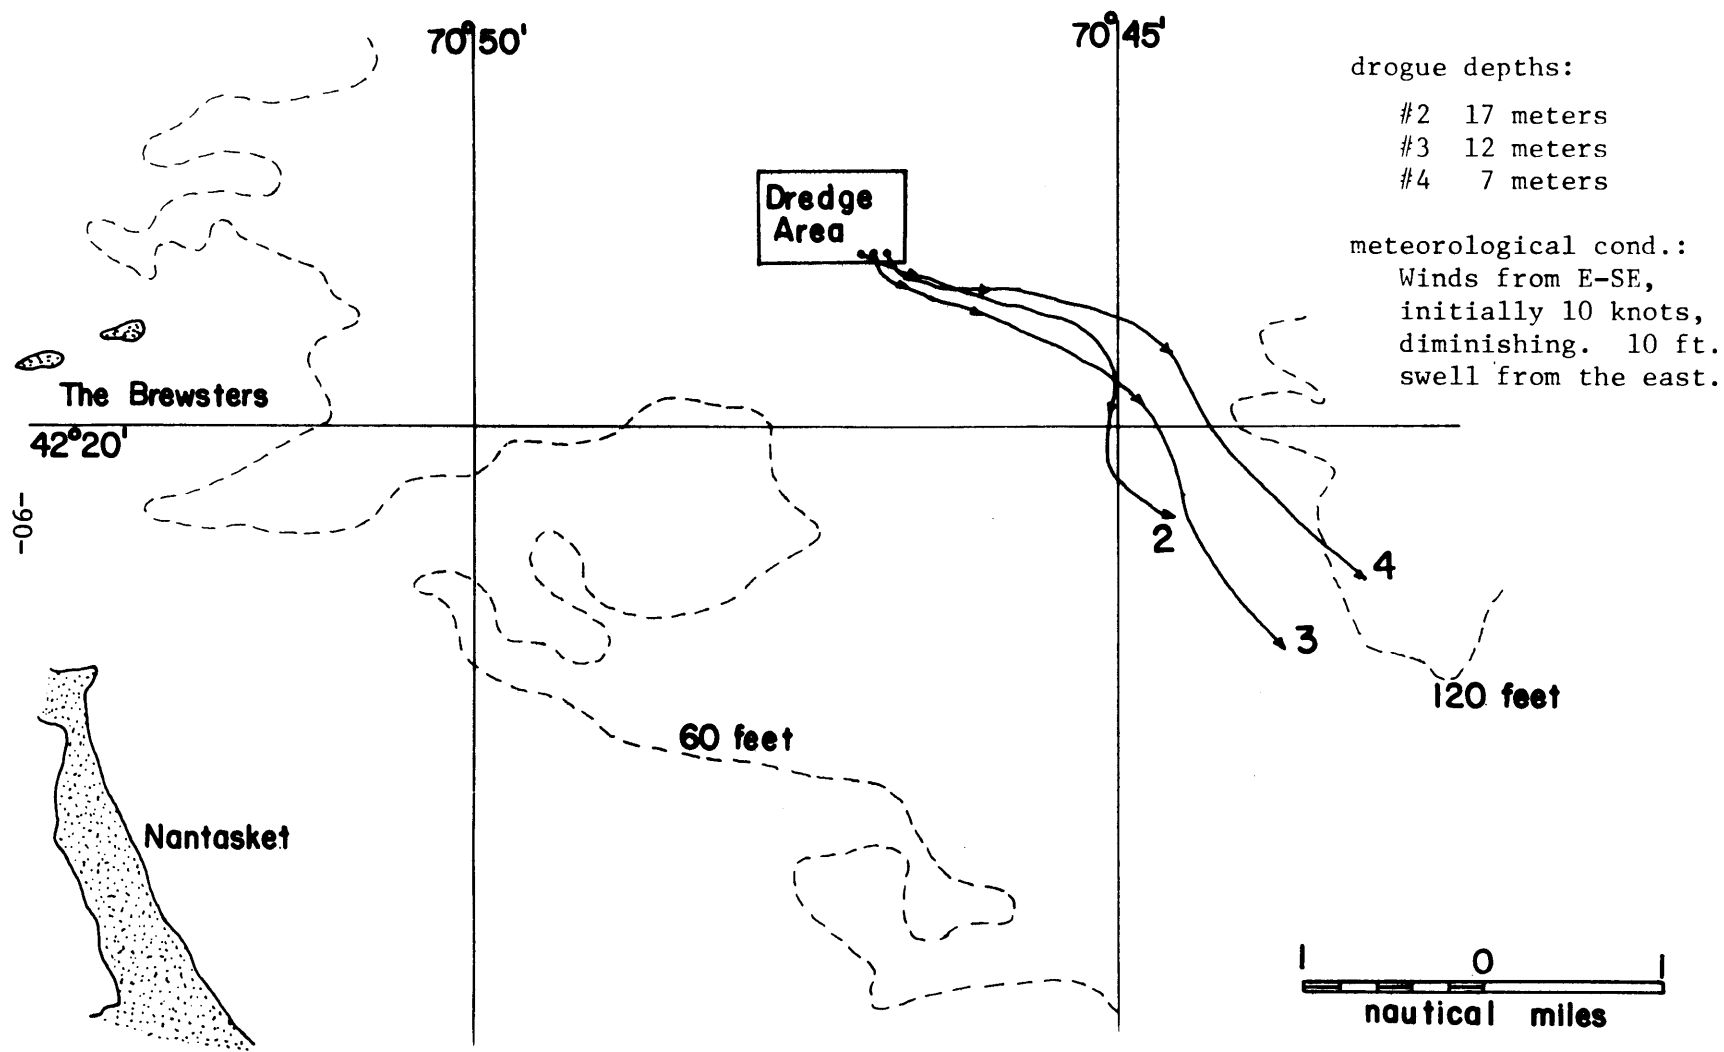 70°50'
70°45'
drogue depths:
#2 17 meters
#3 12 meters
#4 7 meters
Dredge
Area
meteorological cond.:
Winds from E-SE,
initially 10 knots,
diminishing. 10 ft.
swell from the east.
The Brewsters
42°20'
-90-
2
4
3
120 feet
60 feet
Nantasket
1 0 1
nautical miles